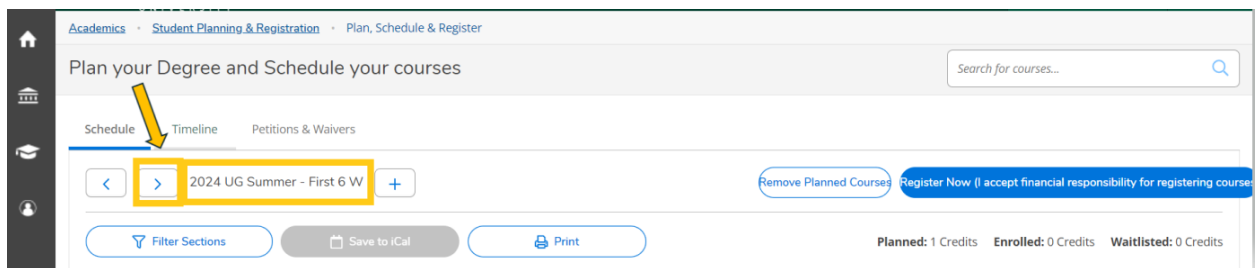 Academics · Student Planning & Registration · Plan, Schedule & Register
Plan your Degree and Schedule your courses
Search for courses...
Schedule Timeline Petitions & Waivers
< > 2024 UG Summer - First 6 W +
Remove Planned Courses Register Now (I accept financial responsibility for registering courses
Filter Sections Save to iCal Print Planned: 1 Credits Enrolled: 0 Credits Waitlisted: 0 Credits